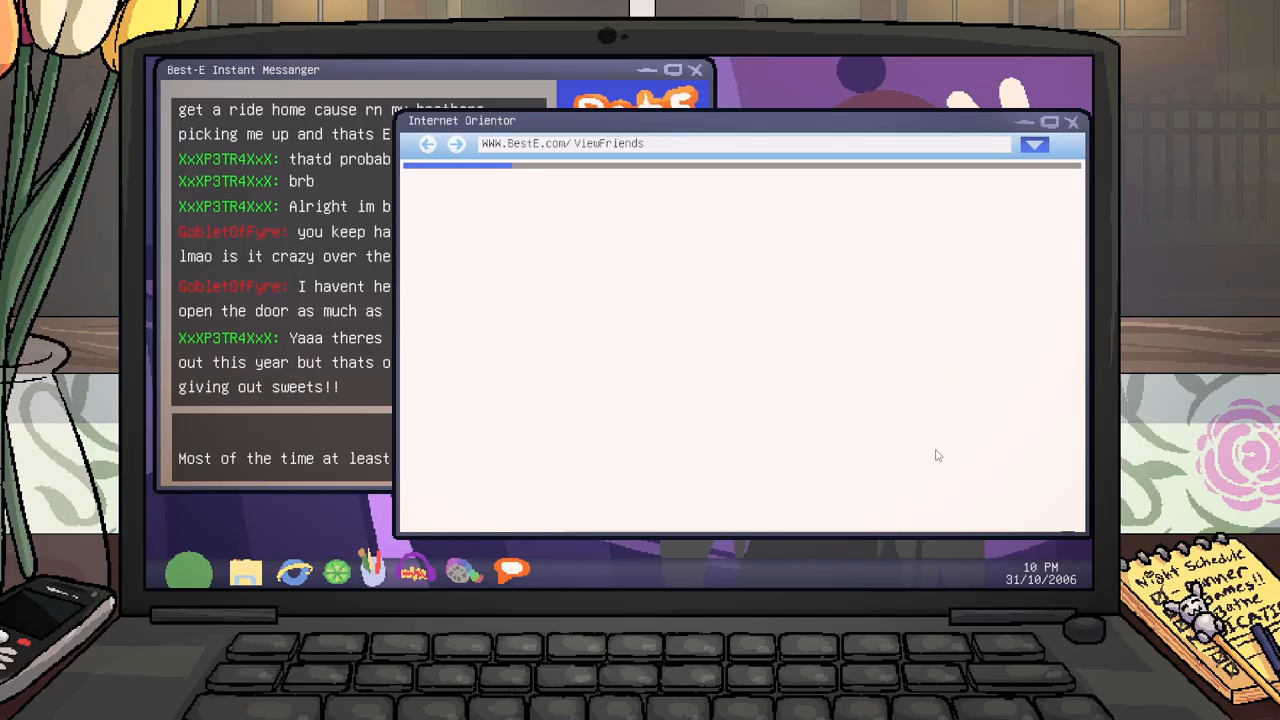 Best-E Instant Messanger
get a ride home cause rn my brothers
picking me up and thats E
XxXP3TR4XxX: thatd probab
XxXP3TR4XxX: brb
XxXP3TR4XxX: Alright im b
GobletOfFyre: you keep ha
lmao is it crazy over the
GobletOfFyre: I havent he
open the door as much as
XxXP3TR4XxX: Yaaa theres
out this year but thats o
giving out sweets!!
Most of the time at least
Best-E
Internet Orientor
WWW.BestE.com/ViewFriends
10 PM
31/10/2006
Night Schedule
Dinner
Games!!